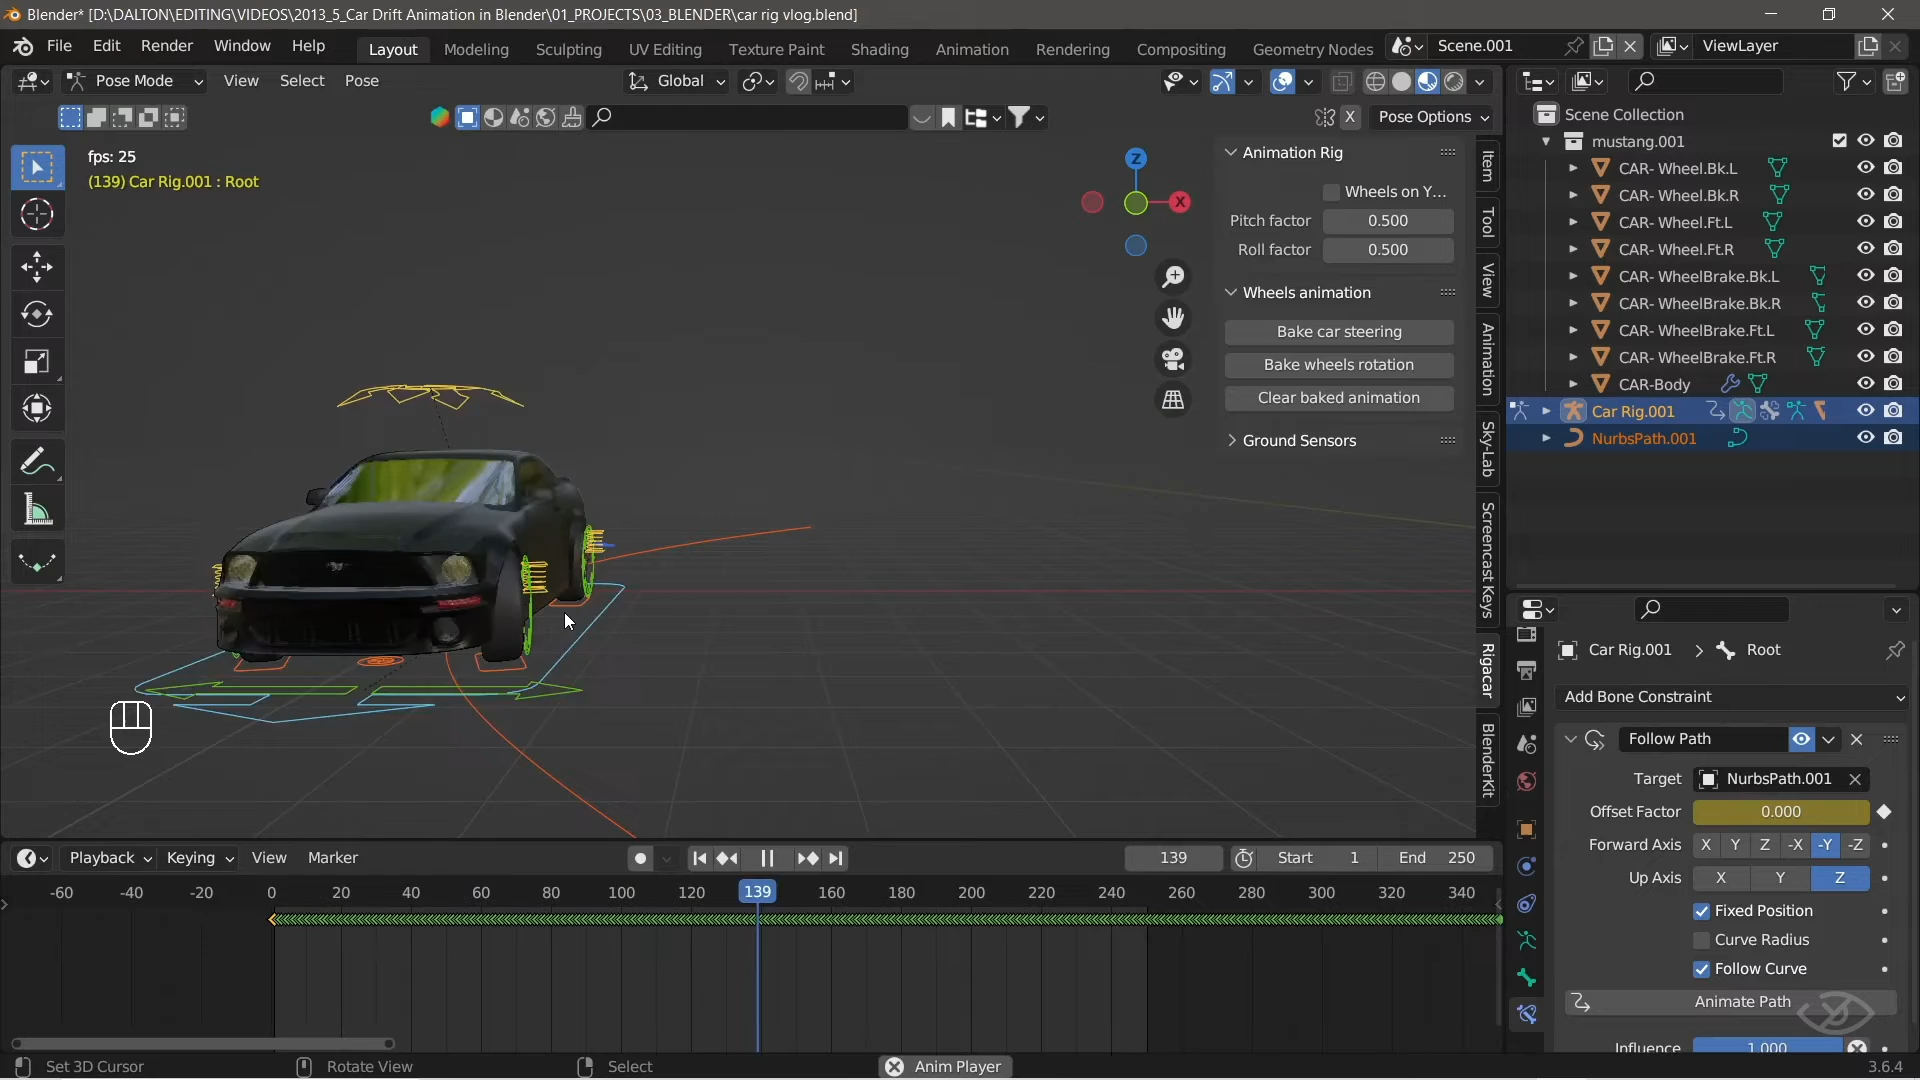 Blender* [D:\DALTON\EDITING\VIDEOS\2013_5_Car Drift Animation in Blender\01_PROJECTS\03_BLENDER\car rig vlog.blend]
File Edit Render Window Help
Layout Modeling Sculpting UV Editing Texture Paint Shading Animation Rendering Compositing Geometry Nodes
Scene.001
ViewLayer
Pose Mode View Select Pose
Global
X
Pose Options
fps: 25
(139) Car Rig.001 : Root
Z
X
Animation Rig
Wheels on Y...
Pitch factor 0.500
Roll factor 0.500
Wheels animation
Bake car steering
Bake wheels rotation
Clear baked animation
Ground Sensors
Item
Tool
View
Animation
Sky-Lab
Screencast Keys
Rigacar
BlenderKit
Scene Collection
mustang.001
CAR- Wheel.Bk.L
CAR- Wheel.Bk.R
CAR- Wheel.Ft.L
CAR- Wheel.Ft.R
CAR- WheelBrake.Bk.L
CAR- WheelBrake.Bk.R
CAR- WheelBrake.Ft.L
CAR- WheelBrake.Ft.R
CAR-Body
Car Rig.001
NurbsPath.001
Car Rig.001 > Root
Add Bone Constraint
Follow Path
Target NurbsPath.001
Offset Factor 0.000
Forward Axis X Y Z -X -Y -Z
Up Axis X Y Z
Fixed Position
Curve Radius
Follow Curve
Animate Path
Influence 1.000
Playback Keying View Marker
139
Start 1 End 250
-60 -40 -20 0 20 40 60 80 100 120 139 160 180 200 220 240 260 280 300 320 340
Set 3D Cursor
Rotate View
Select
Anim Player
3.6.4